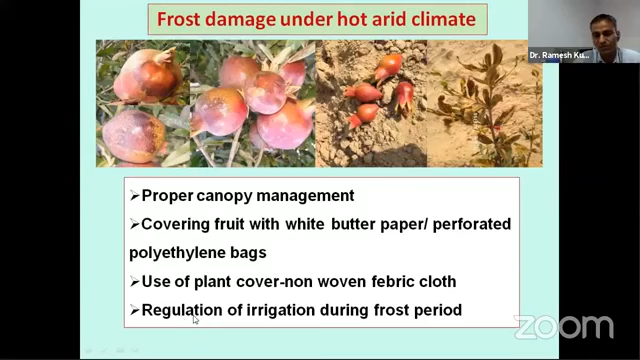 Frost damage under hot arid climate
Dr. Ramesh Ku...
➢Proper canopy management
➢Covering fruit with white butter paper/ perforated
polyethylene bags
➢Use of plant cover-non woven febric cloth
➢Regulation of irrigation during frost period
zoom